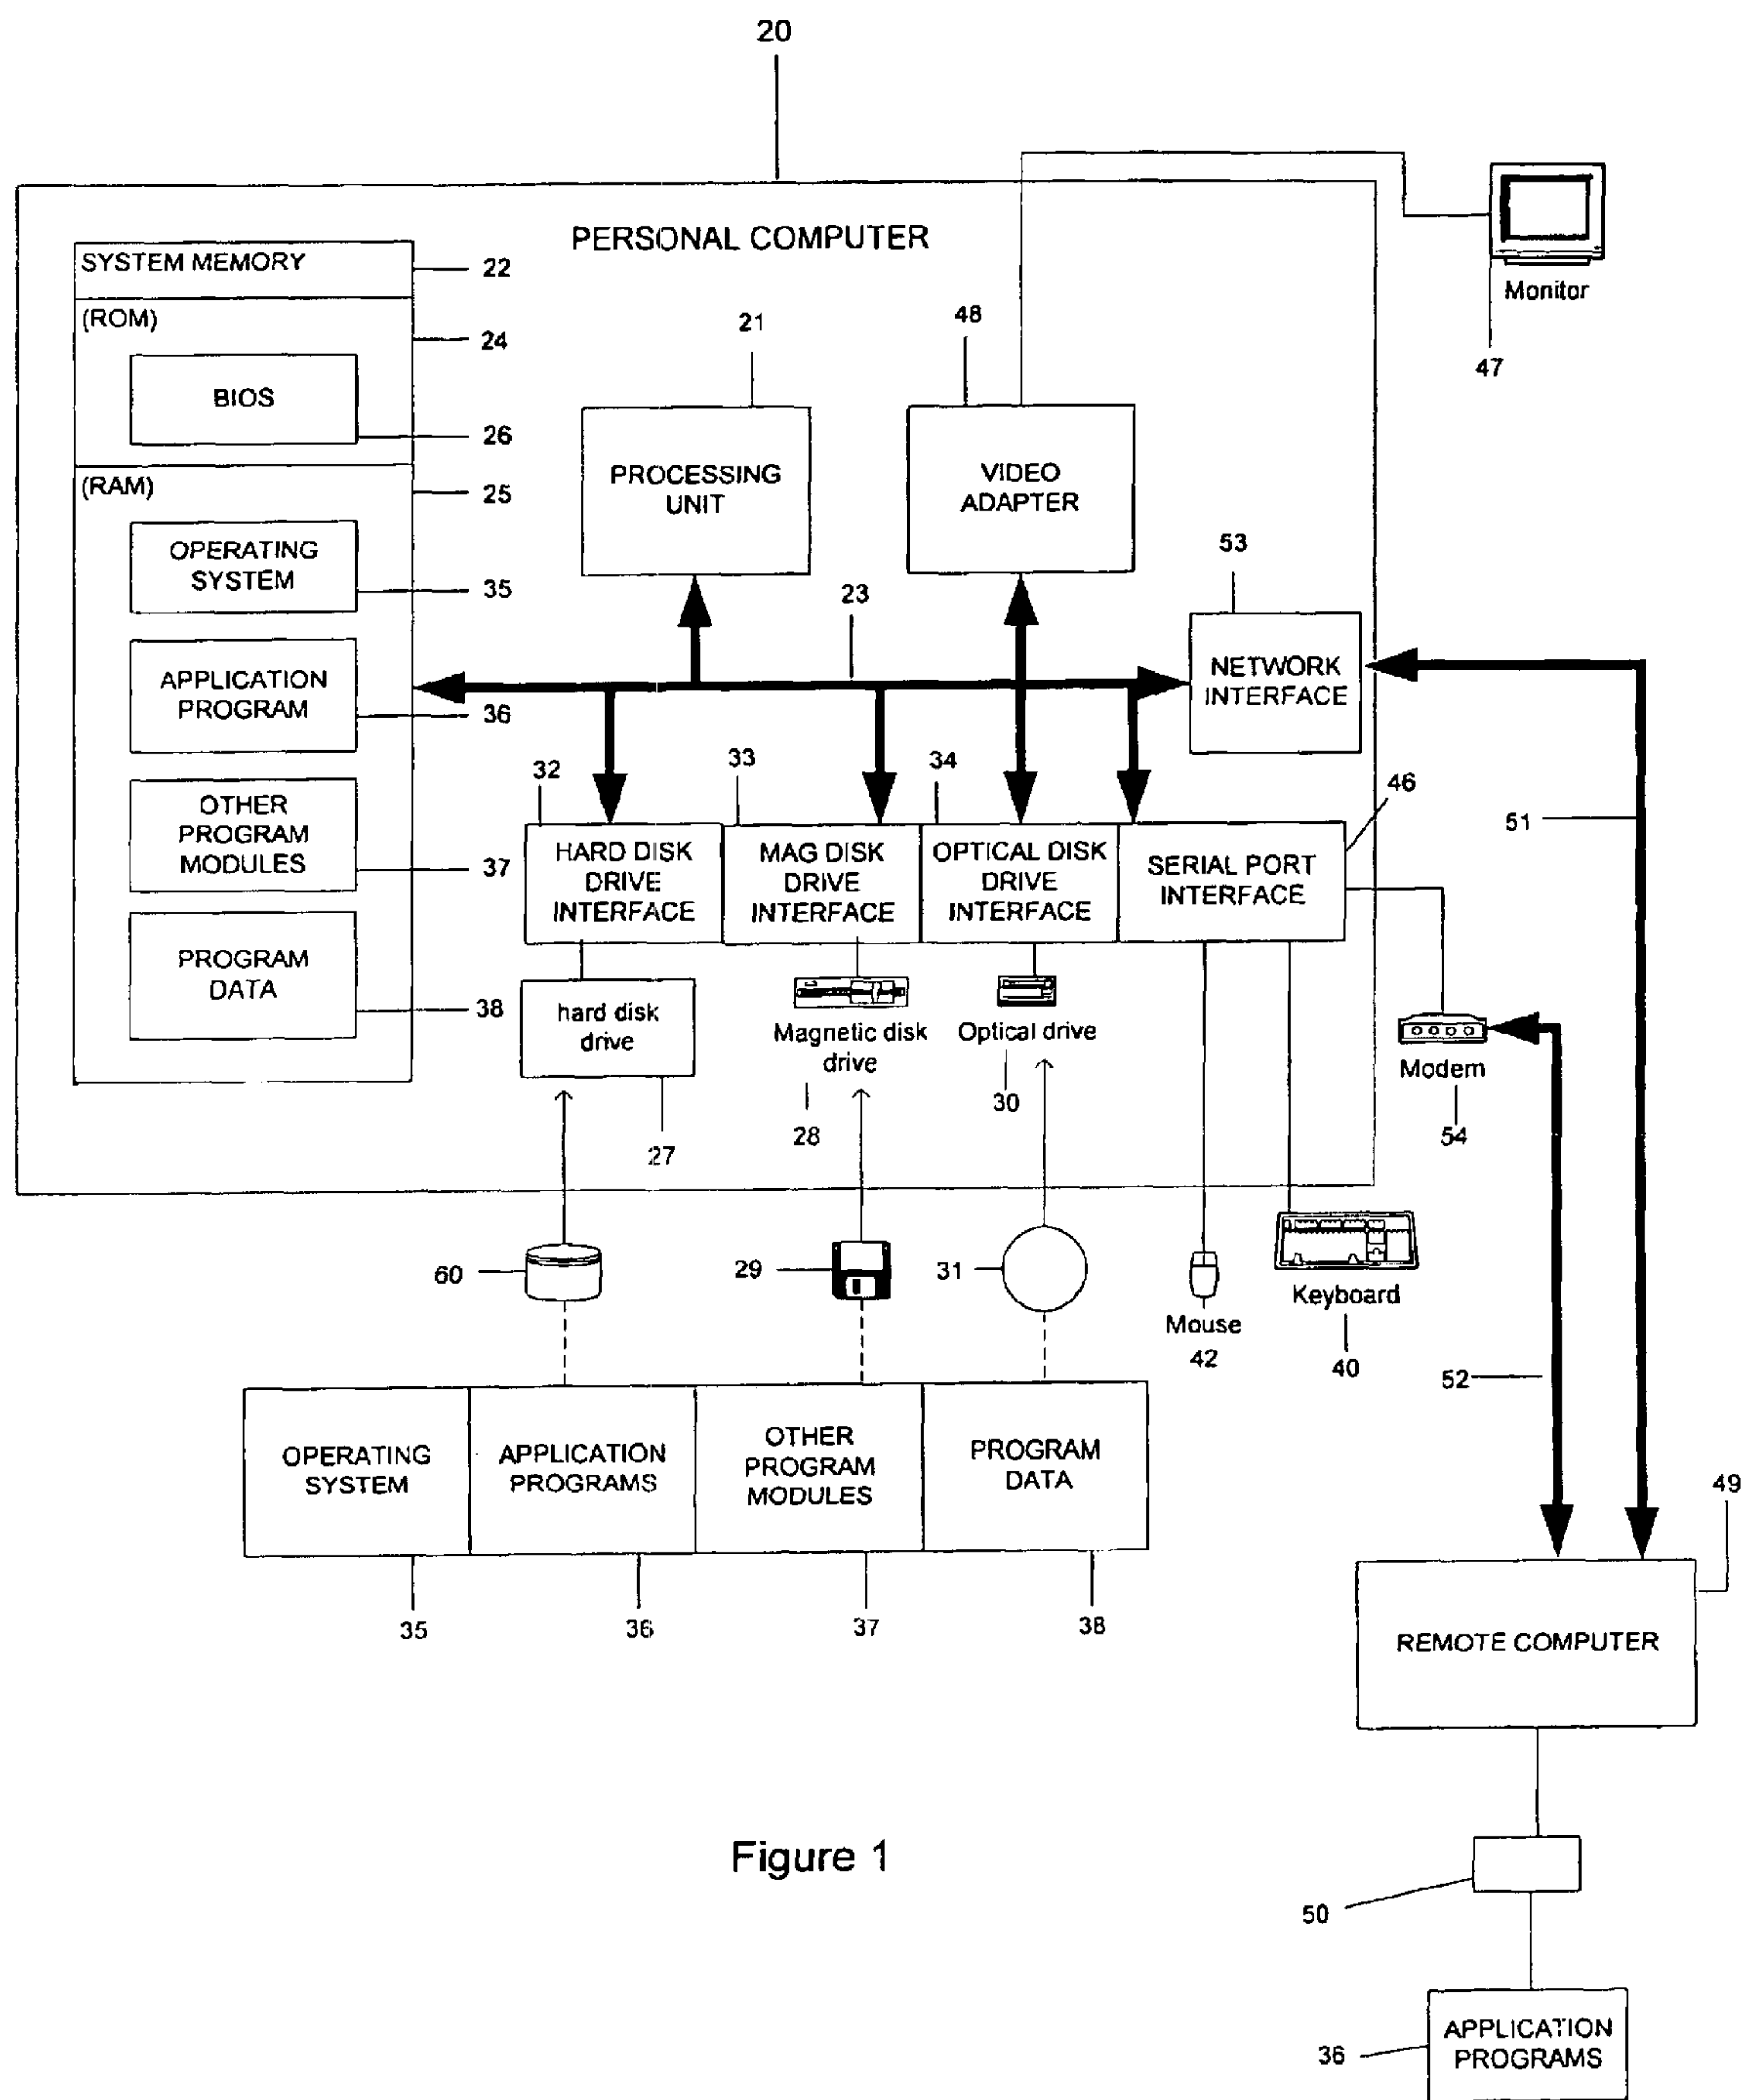 20
PERSONAL COMPUTER
SYSTEM MEMORY
22
(ROM)
24
BIOS
26
(RAM)
25
OPERATING
SYSTEM
35
APPLICATION
PROGRAM
36
OTHER
PROGRAM
MODULES
37
PROGRAM
DATA
38
21
PROCESSING
UNIT
48
VIDEO
ADAPTER
Monitor
47
23
53
NETWORK
INTERFACE
32
HARD DISK
DRIVE
INTERFACE
33
MAG DISK
DRIVE
INTERFACE
34
OPTICAL DISK
DRIVE
INTERFACE
46
SERIAL PORT
INTERFACE
51
hard disk
drive
27
Magnetic disk
drive
28
Optical drive
30
Modem
54
60
29
31
Mouse
42
Keyboard
40
52
OPERATING
SYSTEM
APPLICATION
PROGRAMS
OTHER
PROGRAM
MODULES
PROGRAM
DATA
35
36
37
38
49
REMOTE COMPUTER
Figure 1
50
36
APPLICATION
PROGRAMS